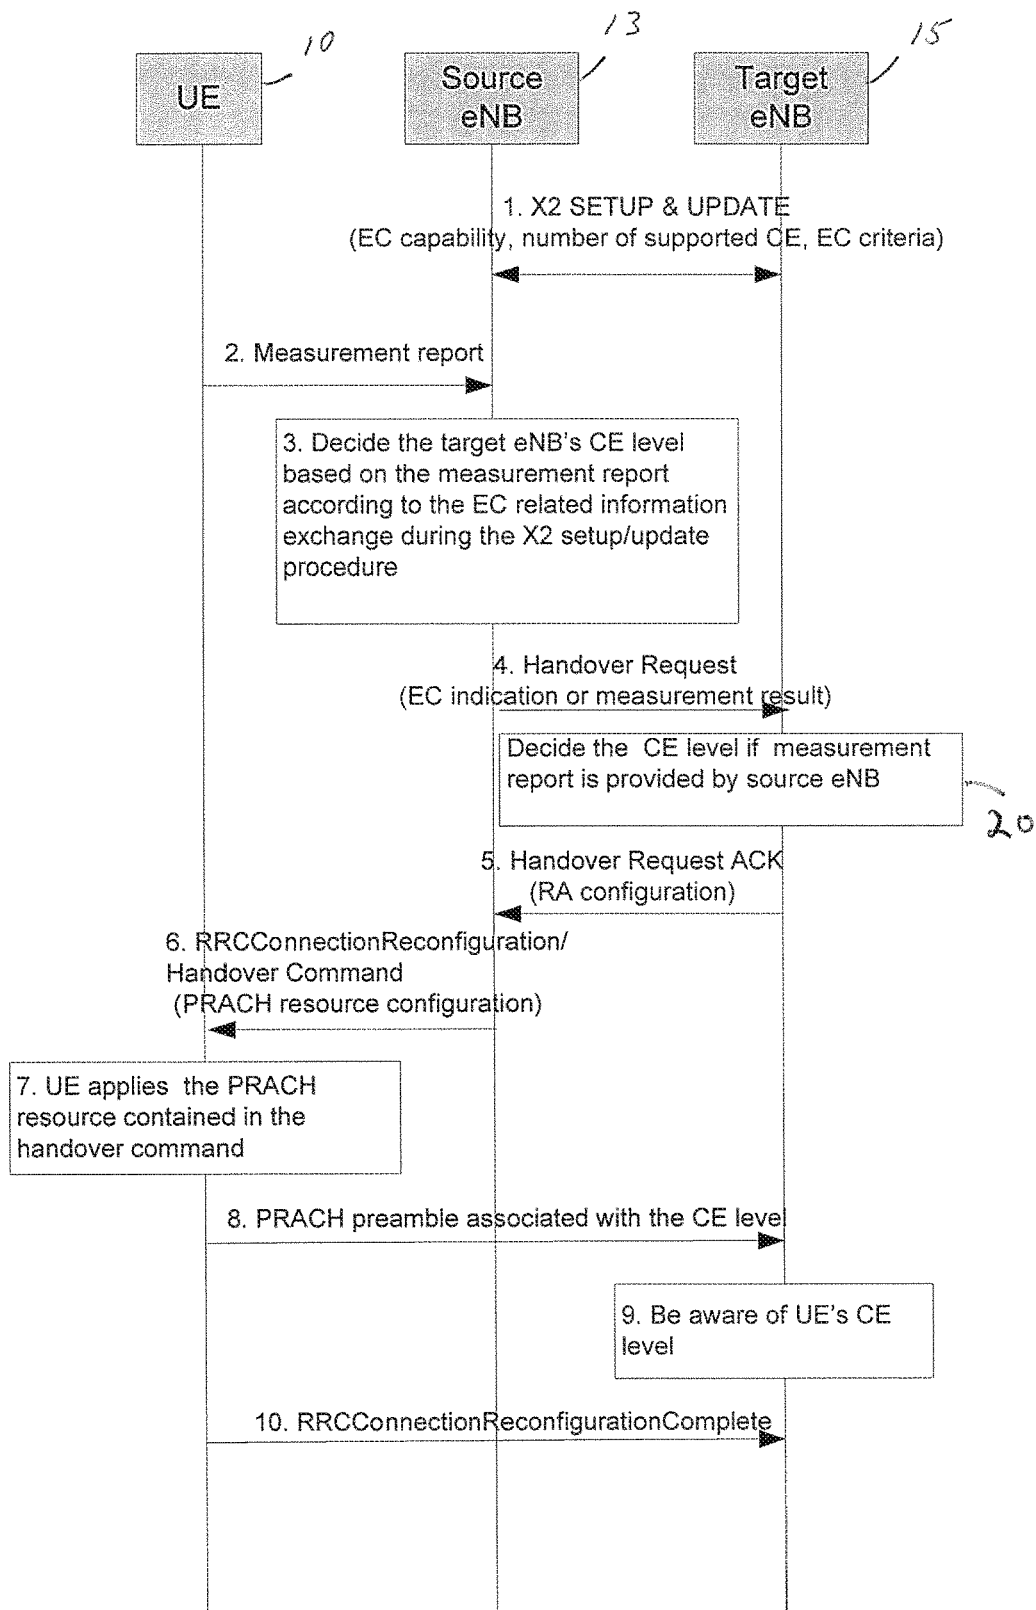 10
13
15
UE
Source
eNB
Target
eNB
1. X2 SETUP & UPDATE
(EC capability, number of supported CE, EC criteria)
2. Measurement report
3. Decide the target eNB's CE level
based on the measurement report
according to the EC related information
exchange during the X2 setup/update
procedure
4. Handover Request
(EC indication or measurement result)
Decide the CE level if measurement
report is provided by source eNB
20
5. Handover Request ACK
(RA configuration)
6. RRCConnectionReconfiguration/
Handover Command
(PRACH resource configuration)
7. UE applies the PRACH
resource contained in the
handover command
8. PRACH preamble associated with the CE level
9. Be aware of UE's CE
level
10. RRCConnectionReconfigurationComplete